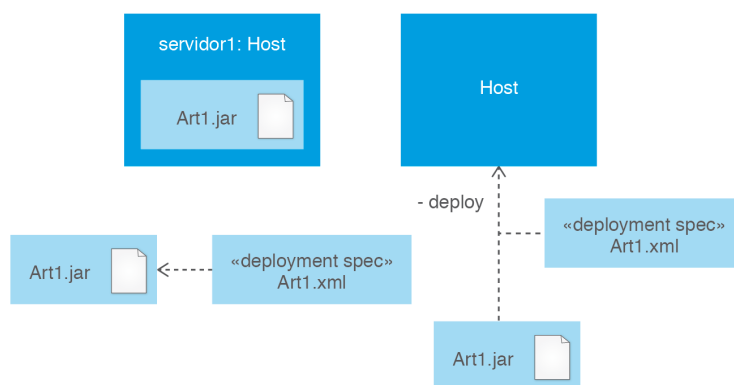 servidor1: Host
Art1.jar
Host
- deploy
«deployment spec»
Art1.xml
Art1.jar
«deployment spec»
Art1.xml
Art1.jar